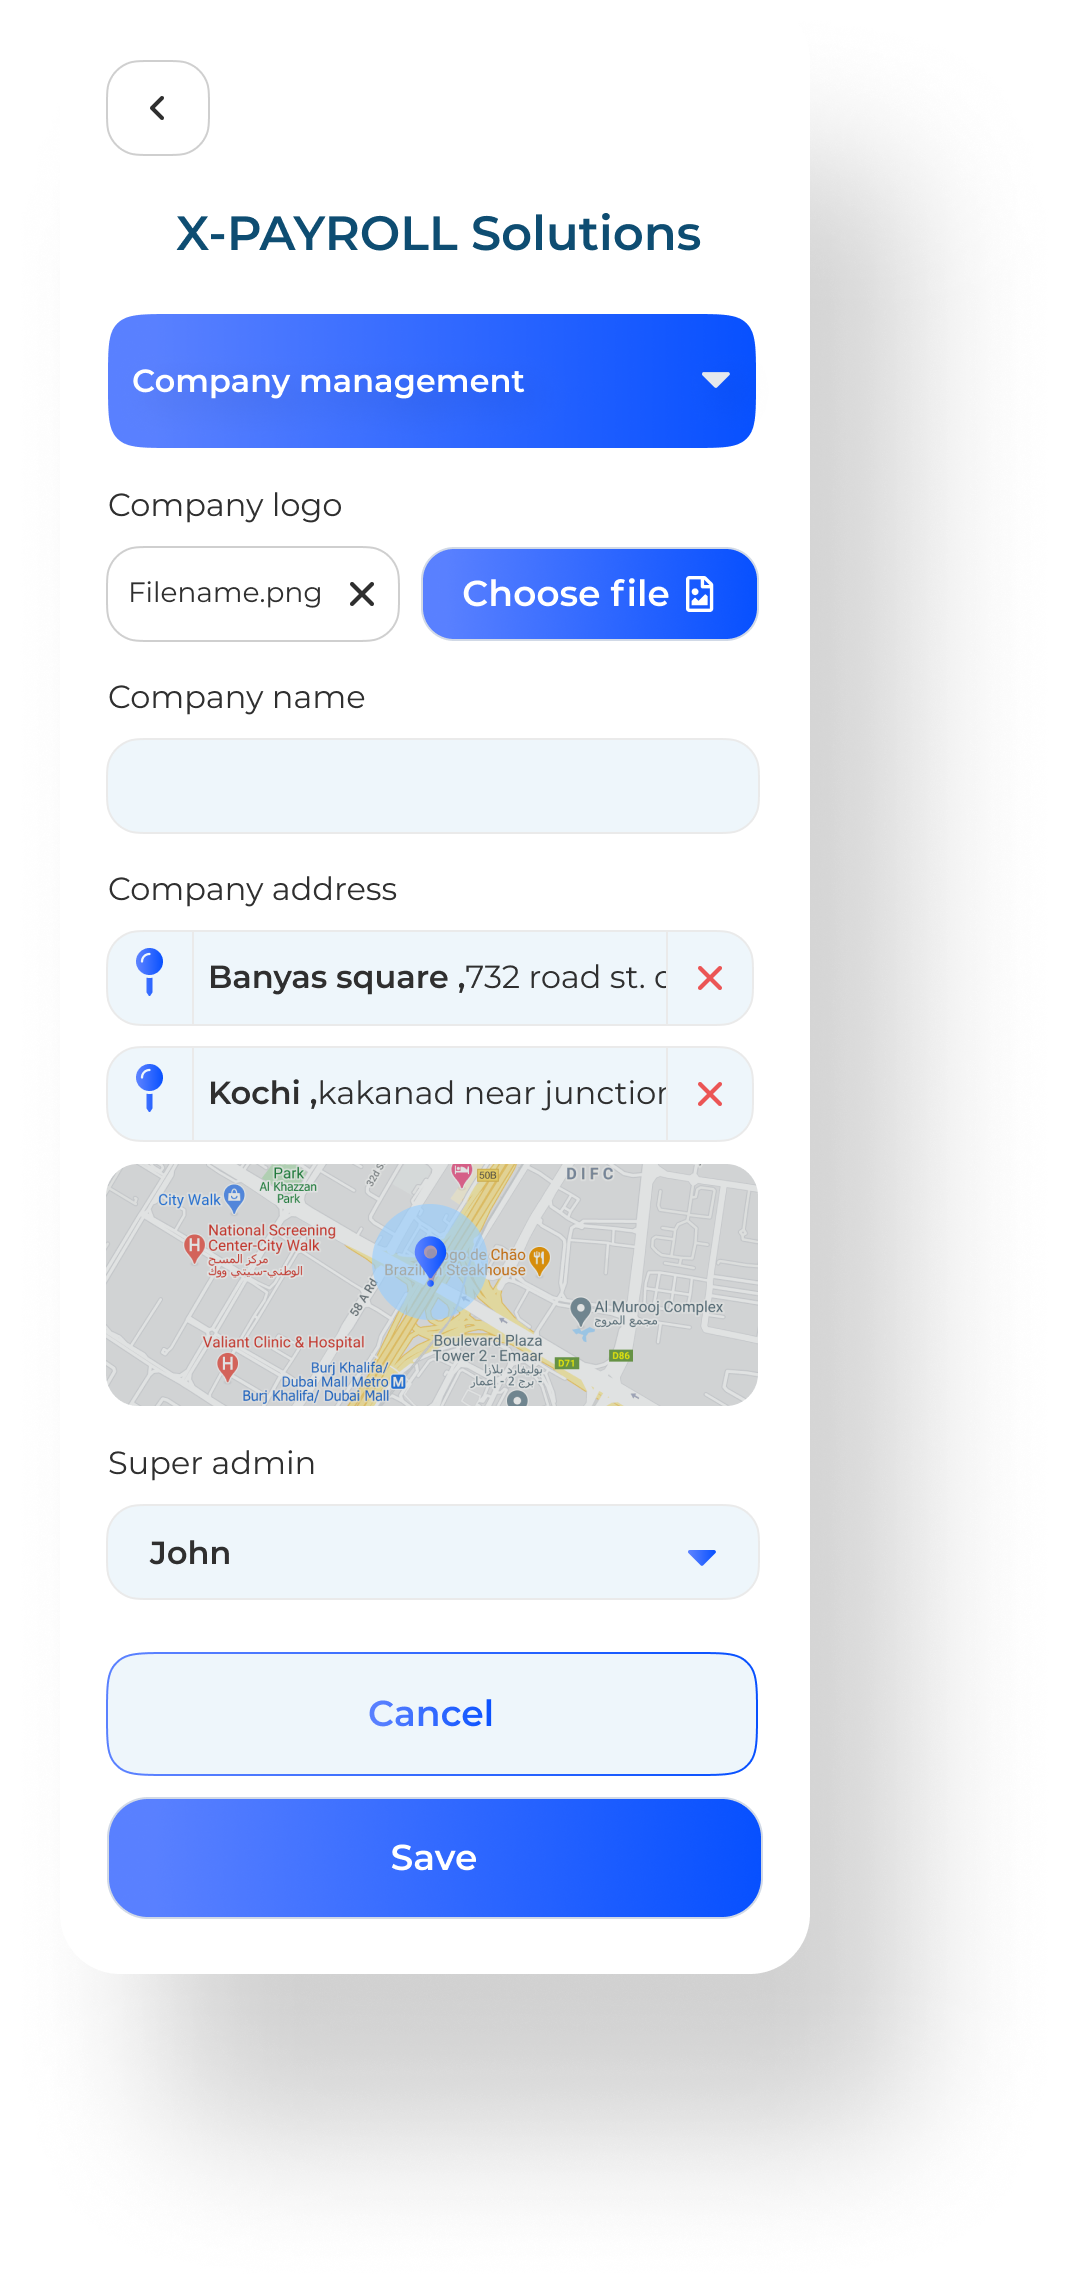 X-PAYROLL Solutions
Company management
Company logo
Filename.png
Choose file
Company name
Company address
Banyas square ,732 road st.
Kochi ,kakanad near junction
Park
Al Khazzan
Park
32d S
50B
DIFC
City Walk
National Screening
Center-City Walk
مركز المسح
الوطني-سيتي ووك
go de Chão
Brazilian Steakhouse
58 A Rd
Al Murooj Complex
مجمع المروج
Valiant Clinic & Hospital
Boulevard Plaza
Tower 2 - Emaar
بوليفارد بلازا
برج 2 - إعمار -
D71
D86
Burj Khalifa/
Dubai Mall Metro
M
Burj Khalifa/ Dubai Mall
Super admin
John
Cancel
Save